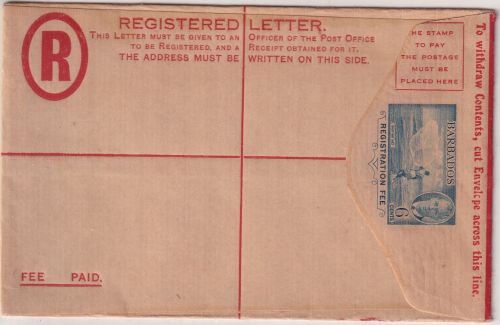 R
REGISTERED LETTER.
THIS LETTER MUST BE GIVEN TO AN OFFICER OF THE POST OFFICE
TO BE REGISTERED, AND A RECEIPT OBTAINED FOR IT.
THE ADDRESS MUST BE WRITTEN ON THIS SIDE.
HE STAMP
TO PAY
THE POSTAGE
MUST BE
PLACED HERE
To withdraw Contents, cut Envelope across this line.
BARBADOS
6
CENTS
REGISTRATION FEE
FEE PAID.